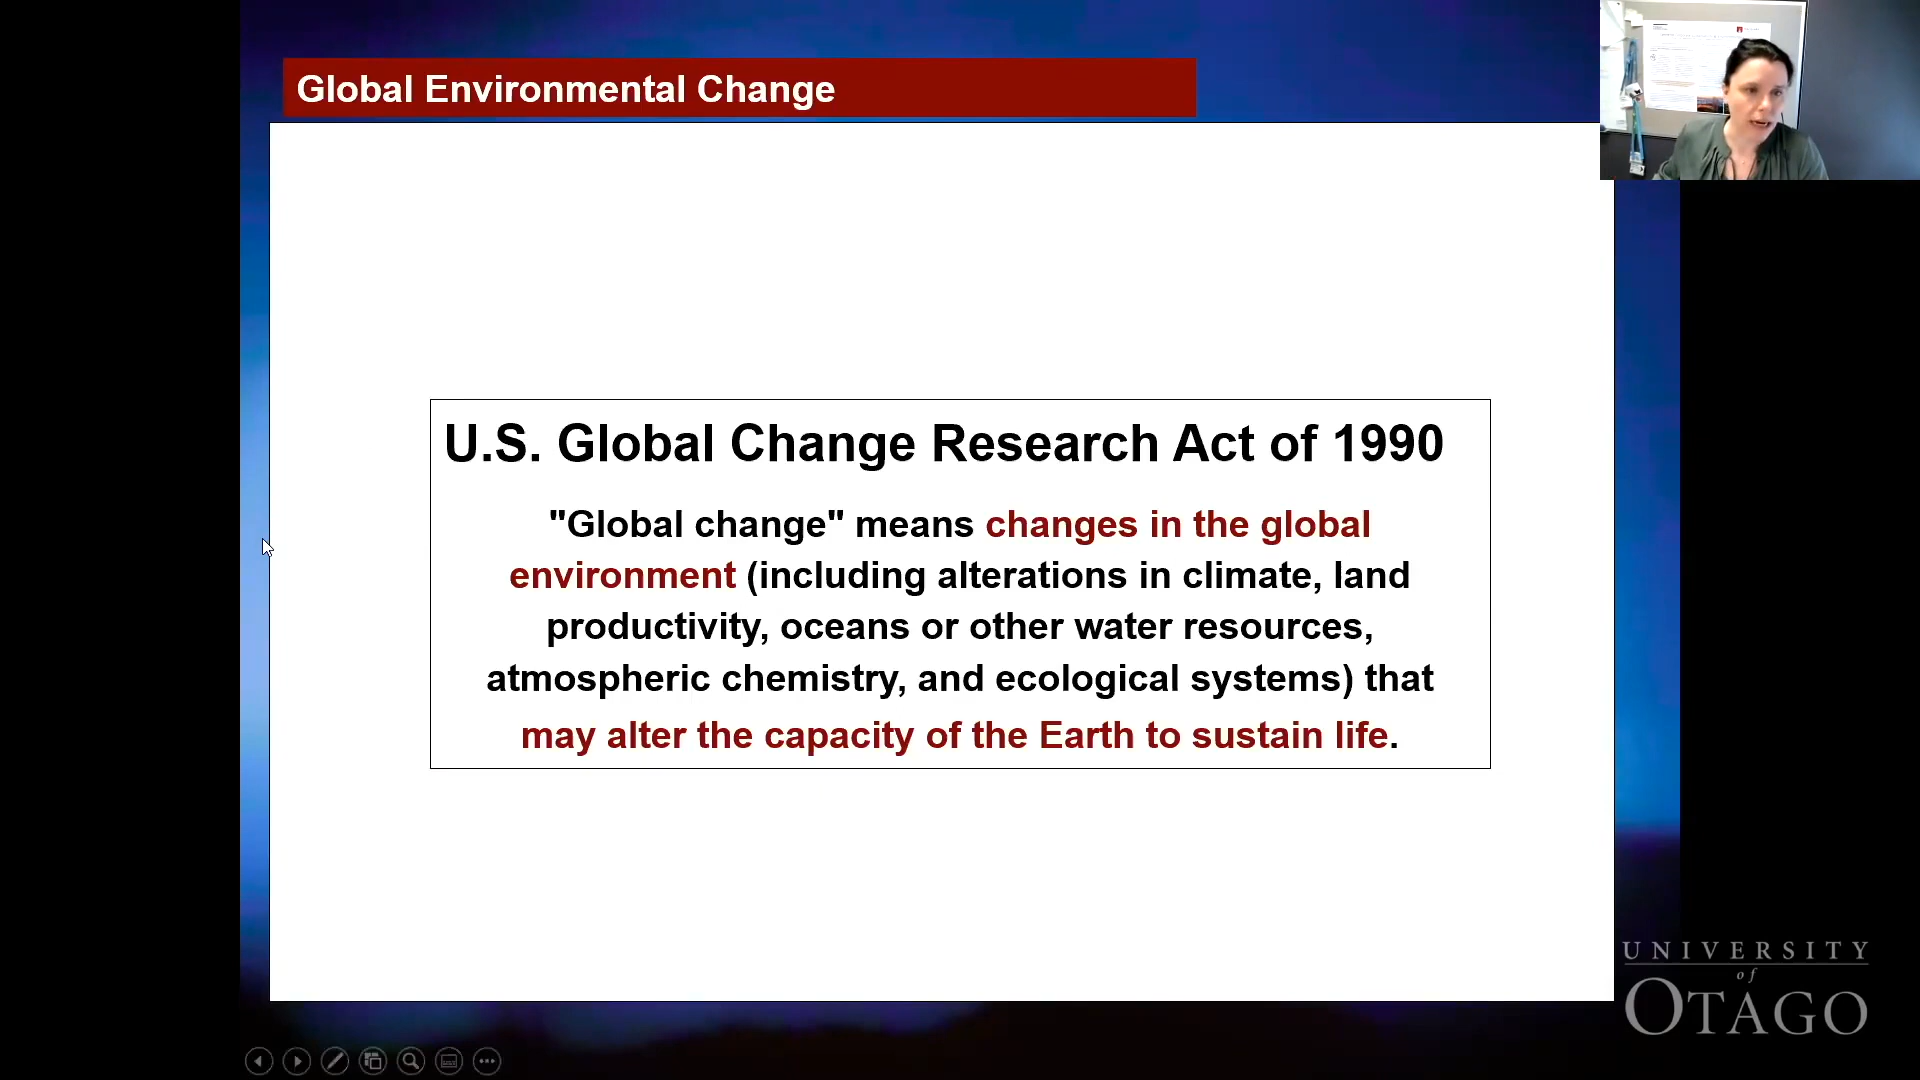 Global Environmental Change
U.S. Global Change Research Act of 1990
"Global change" means changes in the global
environment (including alterations in climate, land
productivity, oceans or other water resources,
atmospheric chemistry, and ecological systems) that
may alter the capacity of the Earth to sustain life.
UNIVERSITY
of
OTAGO